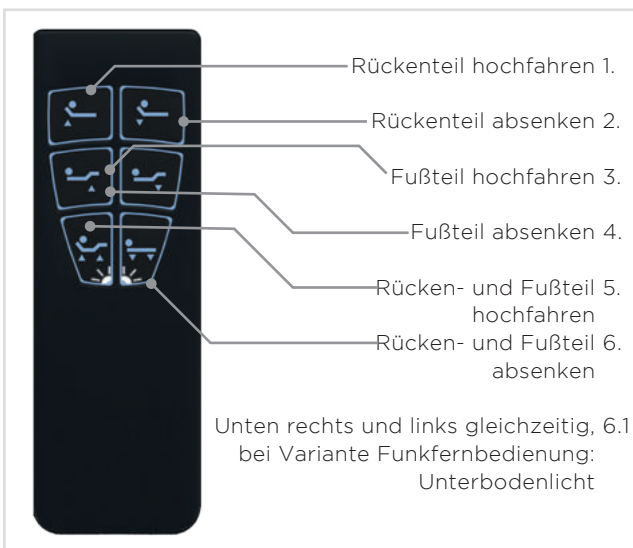 Rückenteil hochfahren 1.
Rückenteil absenken 2.
Fußteil hochfahren 3.
Fußteil absenken 4.
Rücken- und Fußteil 5.
hochfahren
Rücken- und Fußteil 6.
absenken
Unten rechts und links gleichzeitig, 6.1
bei Variante Funkfernbedienung:
Unterbodenlicht